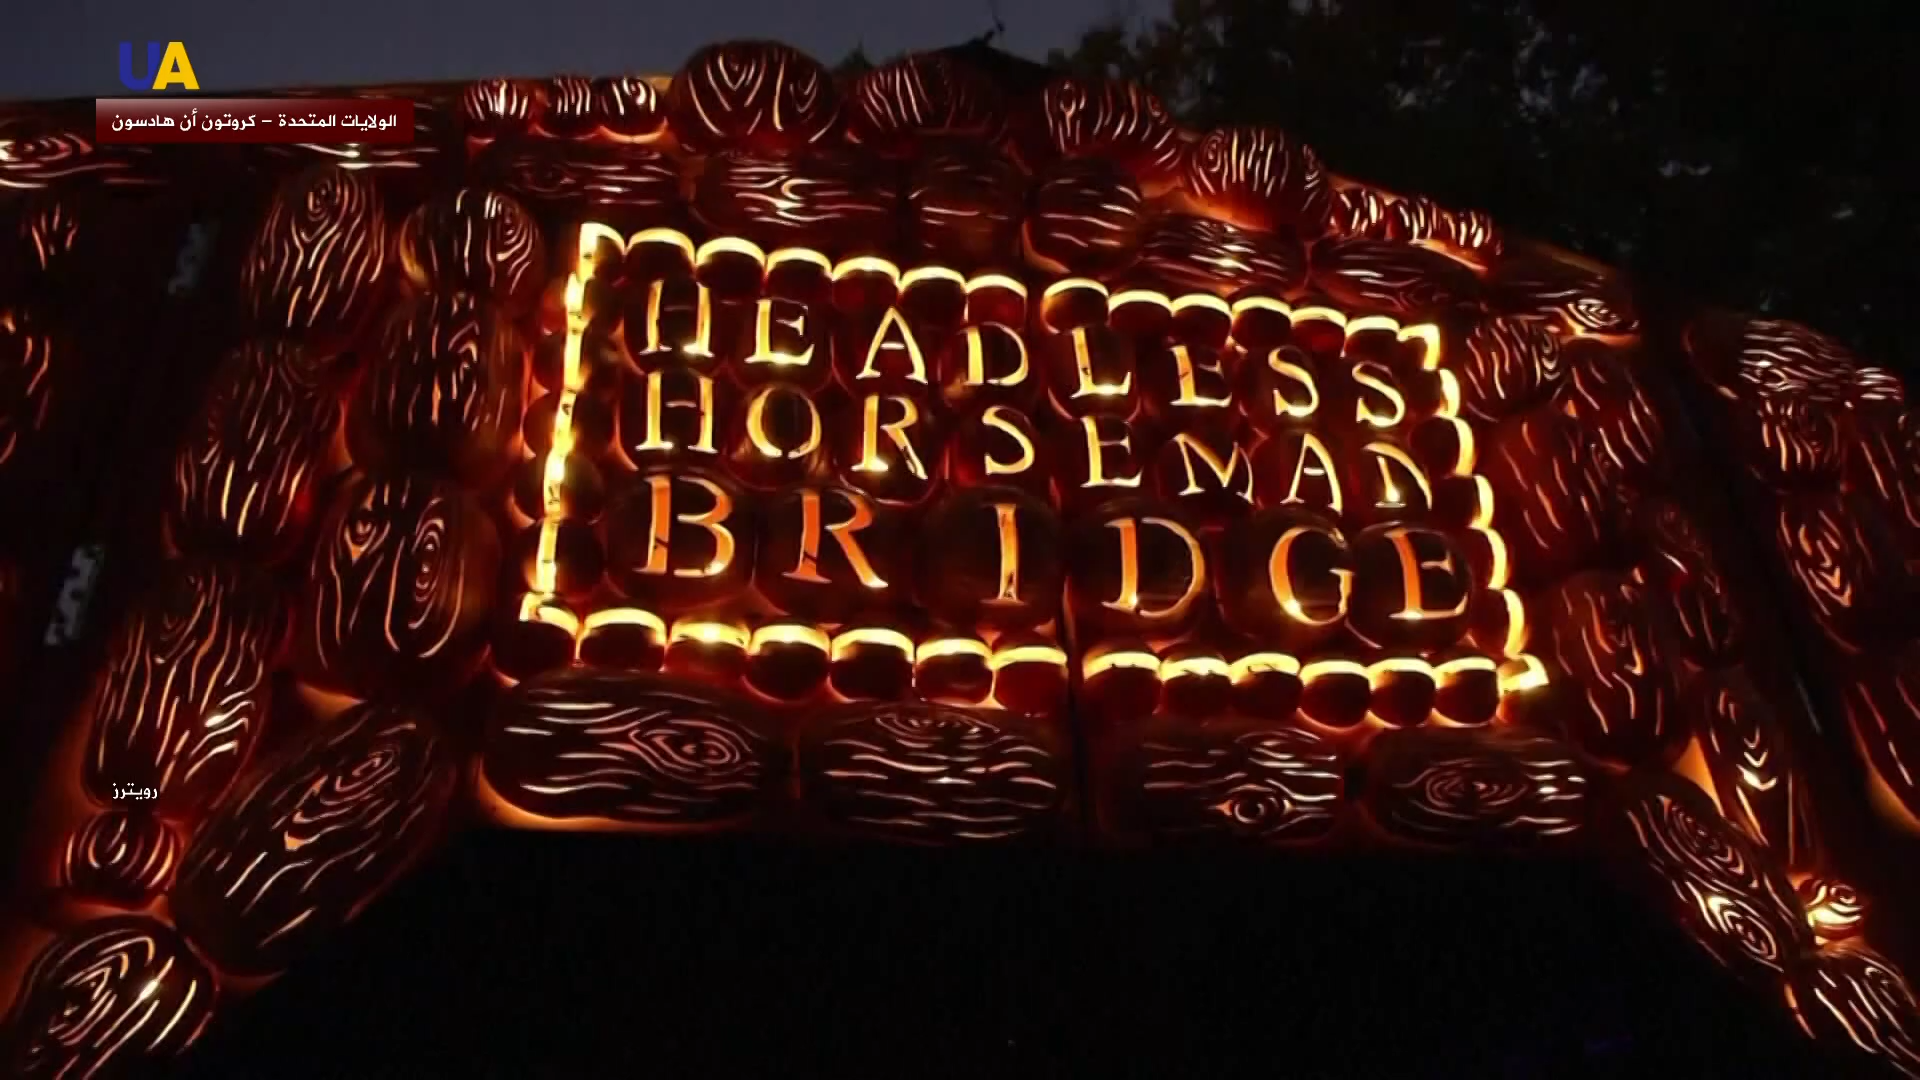 UA
الولايات المتحدة – كروتون أن هادسون
HEADLESS
HORSEMAN
BRIDGE
رويترز